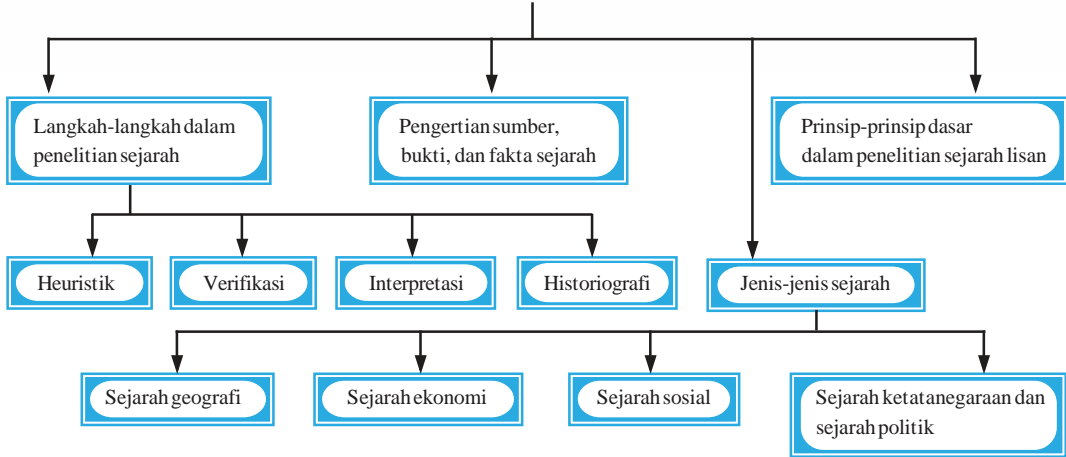 Langkah-langkah dalam
penelitian sejarah
Pengertian sumber,
bukti, dan fakta sejarah
Prinsip-prinsip dasar
dalam penelitian sejarah lisan
Heuristik
Verifikasi
Interpretasi
Historiografi
Jenis-jenis sejarah
Sejarah geografi
Sejarah ekonomi
Sejarah sosial
Sejarah ketatanegaraan dan
sejarah politik